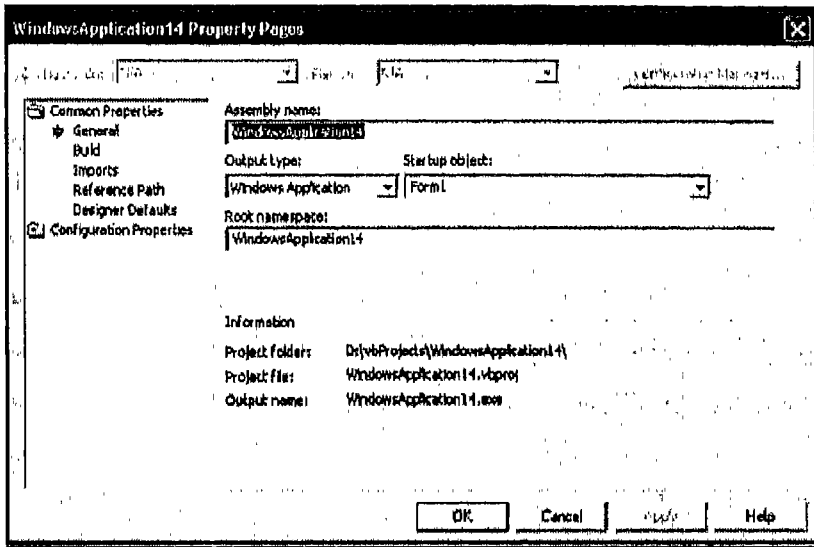 WindowsApplication14 Property Pages
N/A N/A
Common Properties
General
Build
Imports
Reference Path
Designer Defaults
Configuration Properties
Assembly name:
WindowsApplication14
Output type: Startup object:
Windows Application Form1
Root namespace:
WindowsApplication14
Information
Project folder: D:\vbProjects\WindowsApplication14\
Project file: WindowsApplication14.vbproj
Output name: WindowsApplication14.exe
OK Cancel Apply Help